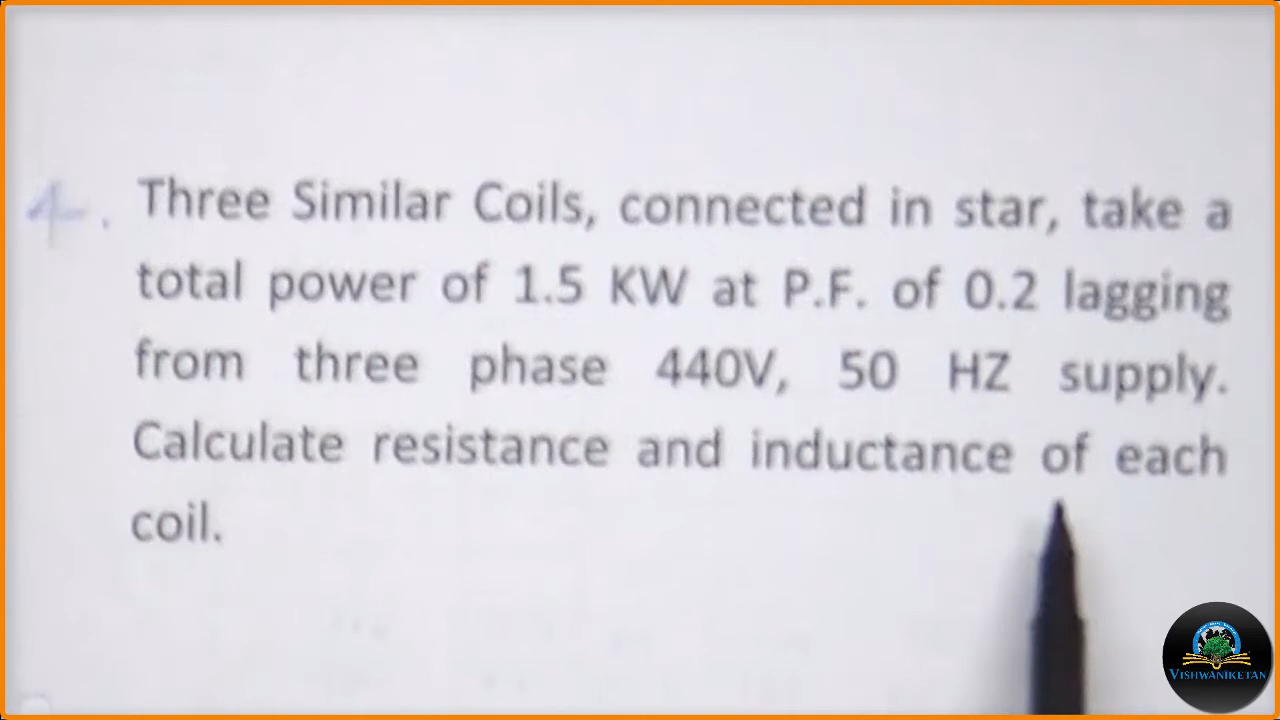 4.
Three Similar Coils, connected in star, take a
total power of 1.5 KW at P.F. of 0.2 lagging
from three phase 440V, 50 HZ supply.
Calculate resistance and inductance of each
coil.
VISHWANIKETAN